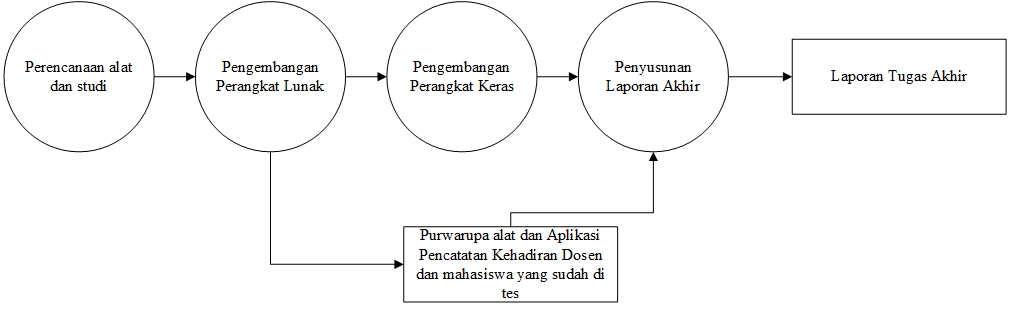 Perencanaan alat
dan studi
Pengembangan
Perangkat Lunak
Pengembangan
Perangkat Keras
Penyusunan
Laporan Akhir
Laporan Tugas Akhir
Purwarupa alat dan Aplikasi
Pencatatan Kehadiran Dosen
dan mahasiswa yang sudah di
tes